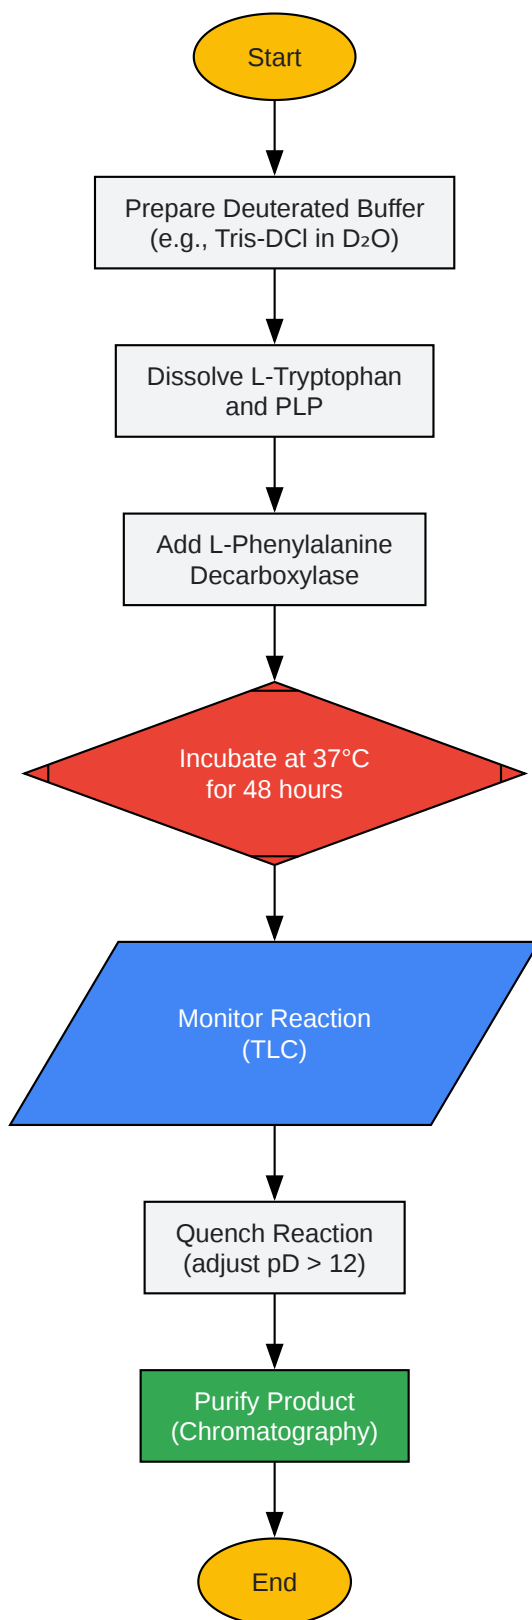 Start
Prepare Deuterated Buffer
(e.g., Tris-DCl in D₂O)
Dissolve L-Tryptophan
and PLP
Add L-Phenylalanine
Decarboxylase
Incubate at 37°C
for 48 hours
Monitor Reaction
(TLC)
Quench Reaction
(adjust pD > 12)
Purify Product
(Chromatography)
End